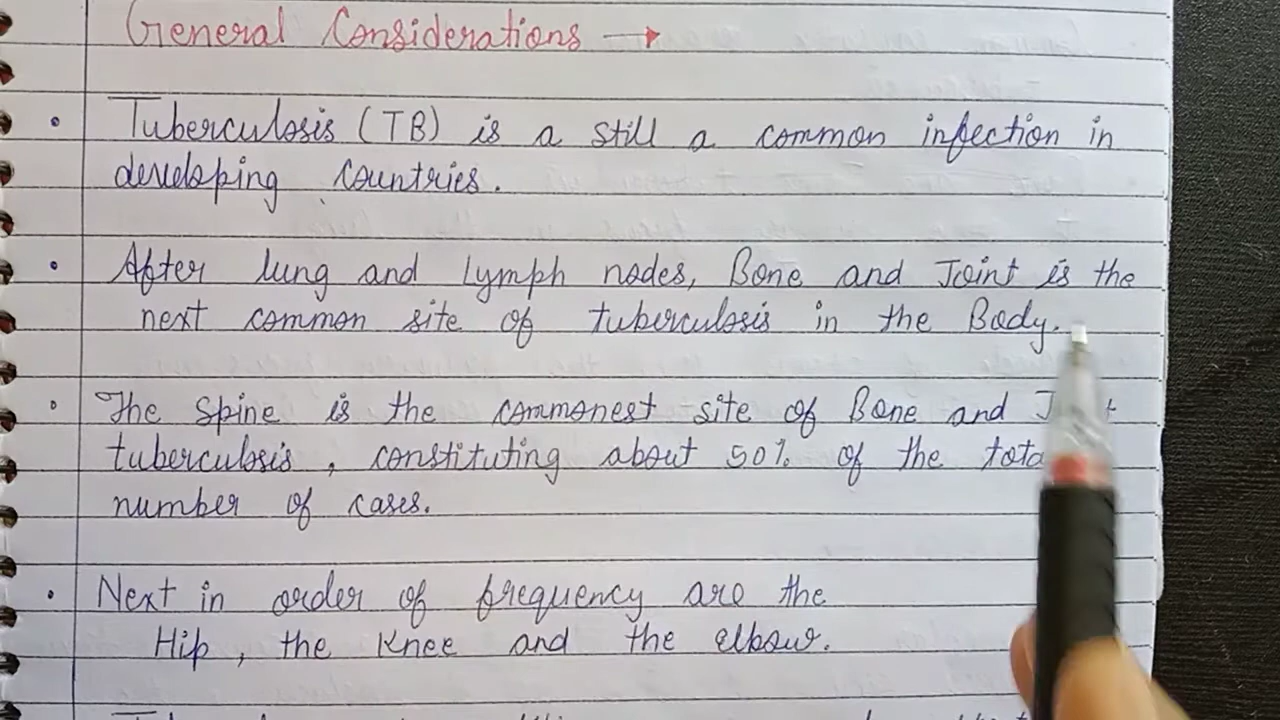 General Considerations →
• Tuberculosis (TB) is a still a common infection in
developing countries.
• After lung and Lymph nodes, Bone and Joint is the
next common site of tuberculosis in the Body.
• The Spine is the commonest site of Bone and
tuberculosis, constituting about 50% of the
number of cases.
• Next in order of frequency are the
Hip, the Knee and the elbow.